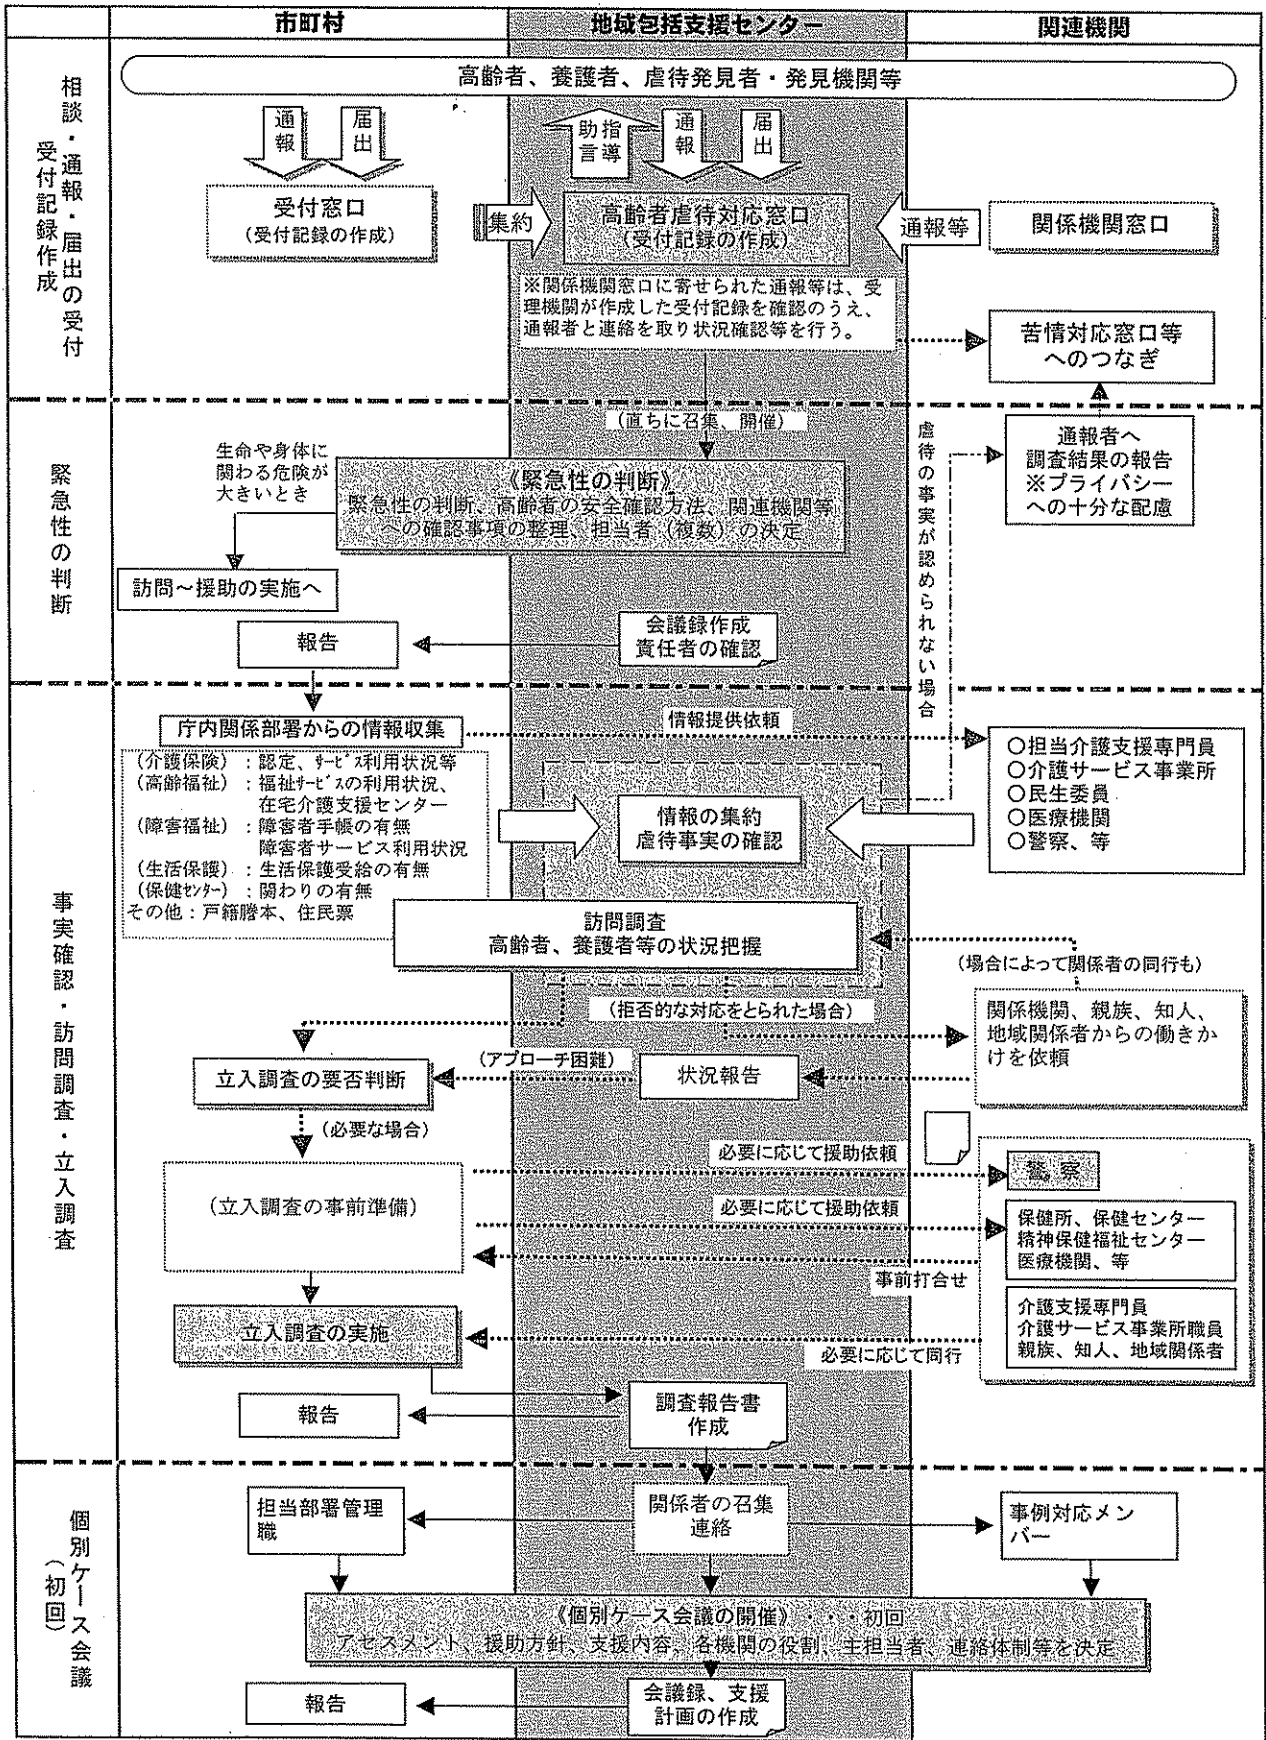 市町村
地域包括支援センター
関連機関
相談・通報・届出の受付
受付記録作成
高齢者、養護者、虐待発見者・発見機関等
通報
届出
助言
指導
通報
届出
受付窓口
(受付記録の作成)
集約
高齢者虐待対応窓口
(受付記録の作成)
通報等
関係機関窓口
※関係機関窓口に寄せられた通報等は、受
理機関が作成した受付記録を確認のうえ、
通報者と連絡を取り状況確認等を行う。
苦情対応窓口等
へのつなぎ
緊急性の判断
(直ちに召集、開催)
生命や身体に
関わる危険が
大きいとき
《緊急性の判断》
緊急性の判断、高齢者の安全確認方法、関連機関等
への確認事項の整理、担当者（複数）の決定
虐待の事実が認められない場合
通報者へ
調査結果の報告
※プライバシー
への十分な配慮
訪問～援助の実施へ
報告
会議録作成
責任者の確認
事実確認・訪問調査・立入調査
庁内関係部署からの情報収集
情報提供依頼
(介護保険)：認定、ｻｰﾋﾞｽ利用状況等
(高齢福祉)：福祉ｻｰﾋﾞｽの利用状況、
在宅介護支援センター
(障害福祉)：障害者手帳の有無
障害者サービス利用状況
(生活保護)：生活保護受給の有無
(保健ｾﾝﾀｰ)：関わりの有無
その他：戸籍謄本、住民票
情報の集約
虐待事実の確認
○担当介護支援専門員
○介護サービス事業所
○民生委員
○医療機関
○警察、等
訪問調査
高齢者、養護者等の状況把握
(場合によって関係者の同行も)
(拒否的な対応をとられた場合)
関係機関、親族、知人、
地域関係者からの働きか
けを依頼
立入調査の要否判断
(アプローチ困難)
状況報告
(必要な場合)
(立入調査の事前準備)
必要に応じて援助依頼
警 察
必要に応じて援助依頼
保健所、保健センター
精神保健福祉センター
医療機関、等
事前打合せ
立入調査の実施
介護支援専門員
介護サービス事業所職員
親族、知人、地域関係者
必要に応じて同行
報告
調査報告書
作成
個別ケース会議
(初回)
担当部署管理
職
関係者の召集
連絡
事例対応メン
バー
《個別ケース会議の開催》・・・初回
アセスメント、援助方針、支援内容、各機関の役割、主担当者、連絡体制等を決定
報告
会議録、支援
計画の作成